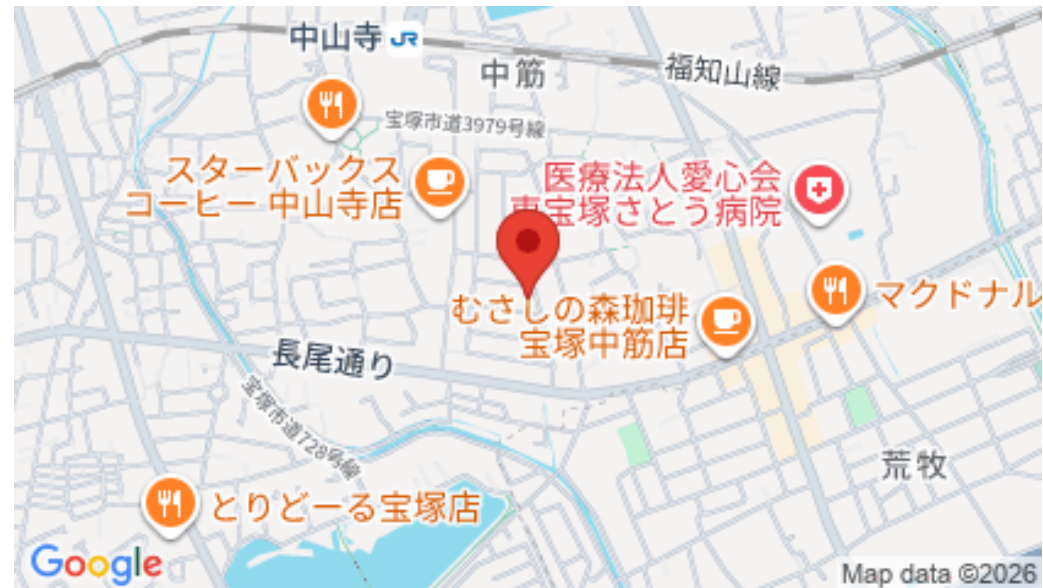 中山寺 JR
中筋
福知山線
宝塚市道3979号線
スターバックス
コーヒー 中山寺店
医療法人愛心会
東宝塚さとう病院
むさしの森珈琲
宝塚中筋店
マクドナル
長尾通り
宝塚市道728号線
荒牧
とりどーる宝塚店
Google
Map data ©2026